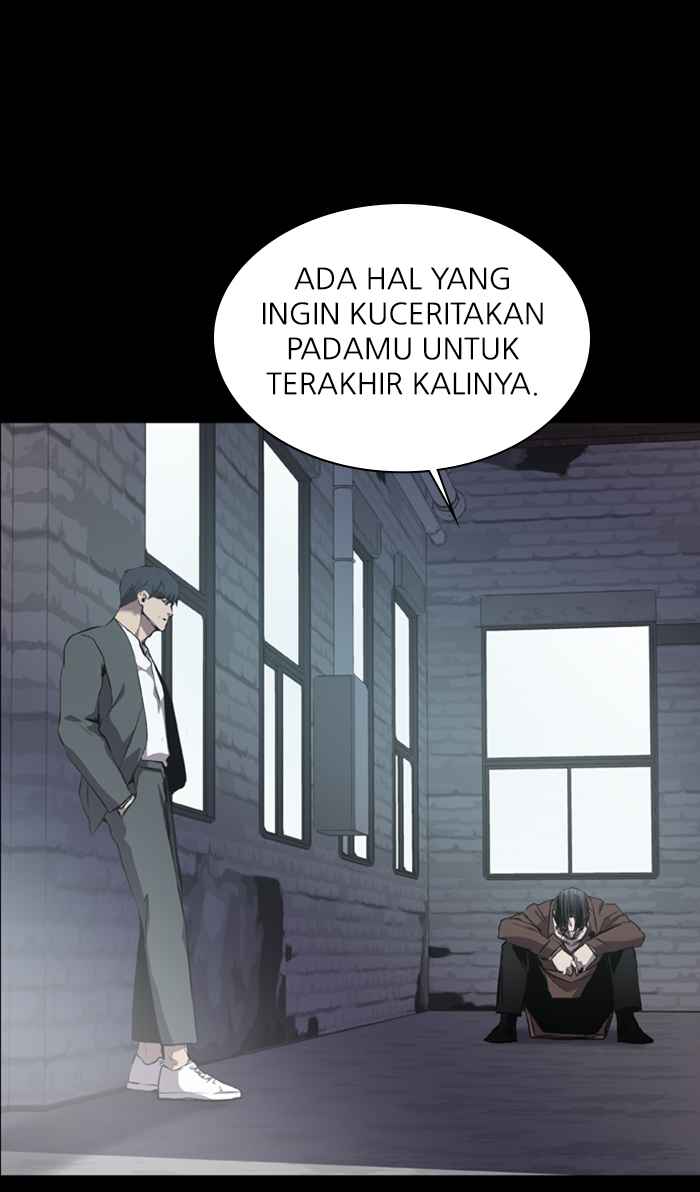 ADA HAL YANG
INGIN KUCERITAKAN
PADAMU UNTUK
TERAKHIR KALINYA.